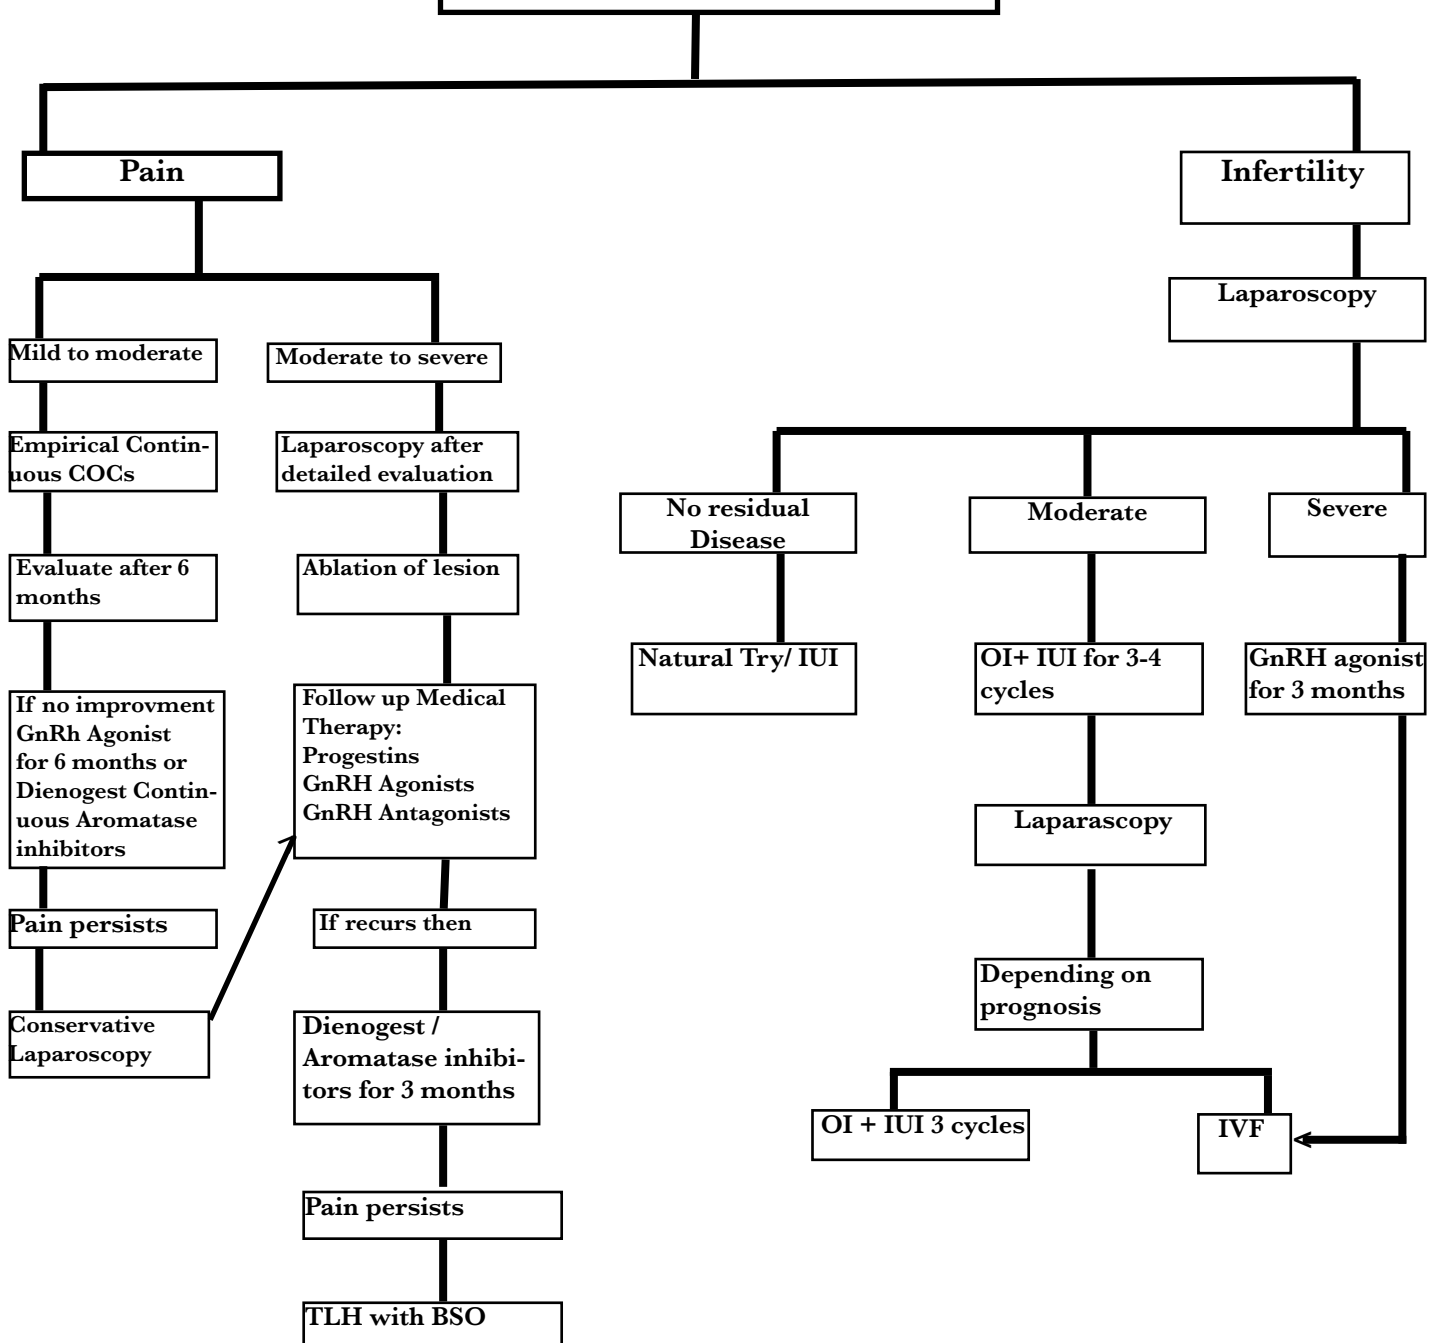 Pain
Mild to moderate
Empirical Contin-
uous COCs
Evaluate after 6
months
If no improvment
GnRh Agonist
for 6 months or
Dienogest Contin-
uous Aromatase
inhibitors
Pain persists
Conservative
Laparoscopy
Moderate to severe
Laparoscopy after
detailed evaluation
Ablation of lesion
Follow up Medical
Therapy:
Progestins
GnRH Agonists
GnRH Antagonists
If recurs then
Dienogest /
Aromatase inhibi-
tors for 3 months
Pain persists
TLH with BSO
Infertility
Laparoscopy
No residual
Disease
Natural Try/ IUI
Moderate
OI+ IUI for 3-4
cycles
Laparascopy
Depending on
prognosis
OI + IUI 3 cycles
IVF
Severe
GnRH agonist
for 3 months